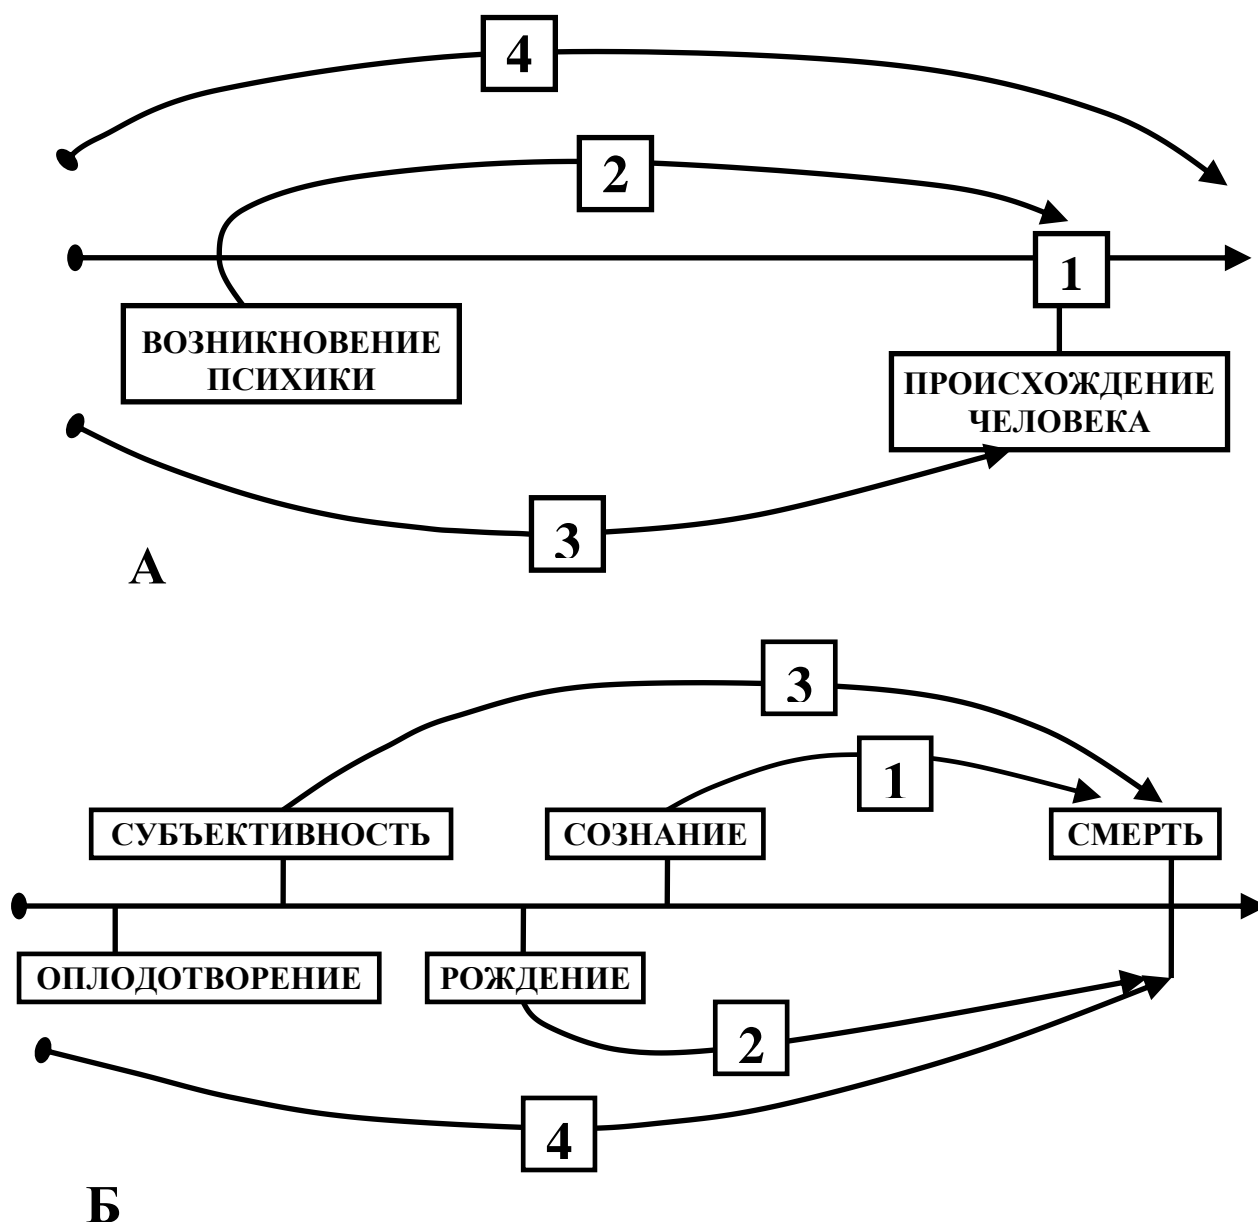 4
2
1
ВОЗНИКНОВЕНИЕ
ПСИХИКИ
ПРОИСХОЖДЕНИЕ
ЧЕЛОВЕКА
3
А
3
1
СУБЪЕКТИВНОСТЬ
СОЗНАНИЕ
СМЕРТЬ
ОПЛОДОТВОРЕНИЕ
РОЖДЕНИЕ
2
4
Б